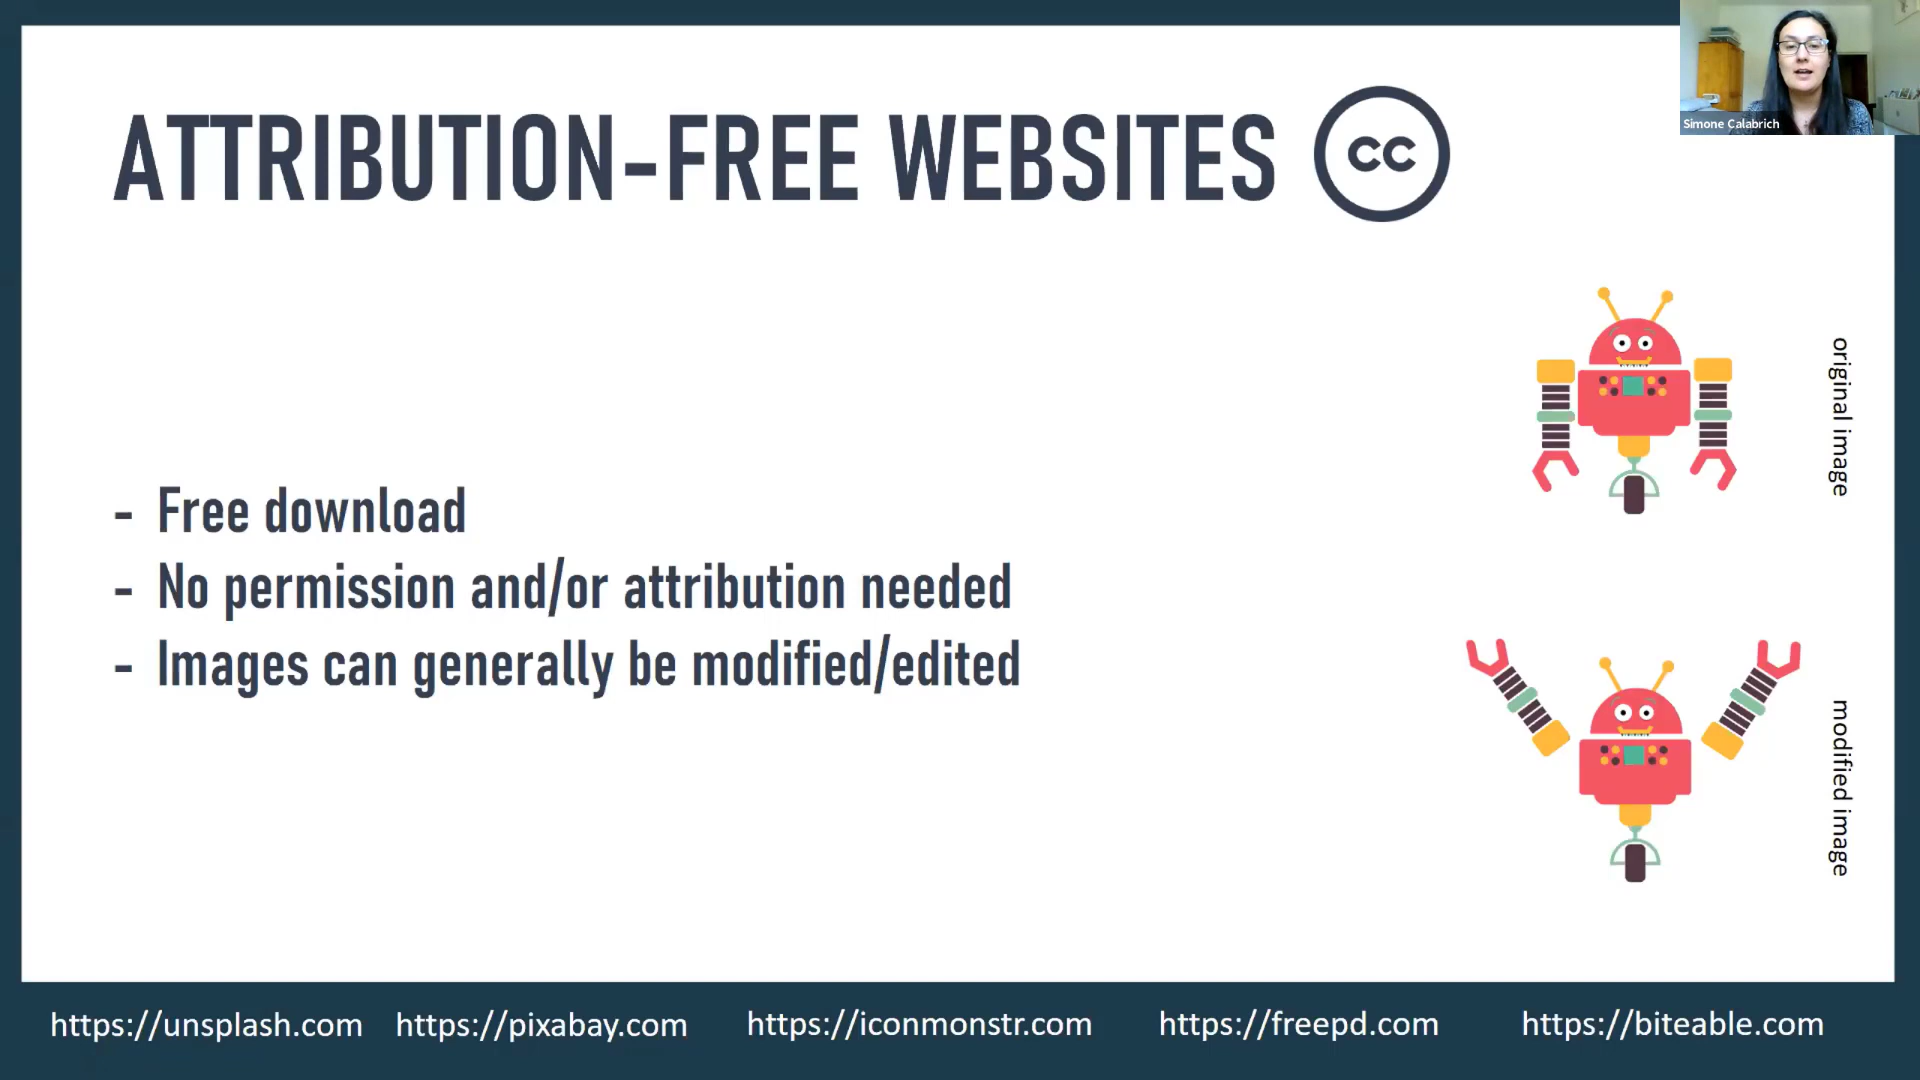 ATTRIBUTION-FREE WEBSITES
cc
Simone Calabrich
original image
- Free download
- No permission and/or attribution needed
- Images can generally be modified/edited
modified image
https://unsplash.com
https://pixabay.com
https://iconmonstr.com
https://freepd.com
https://biteable.com